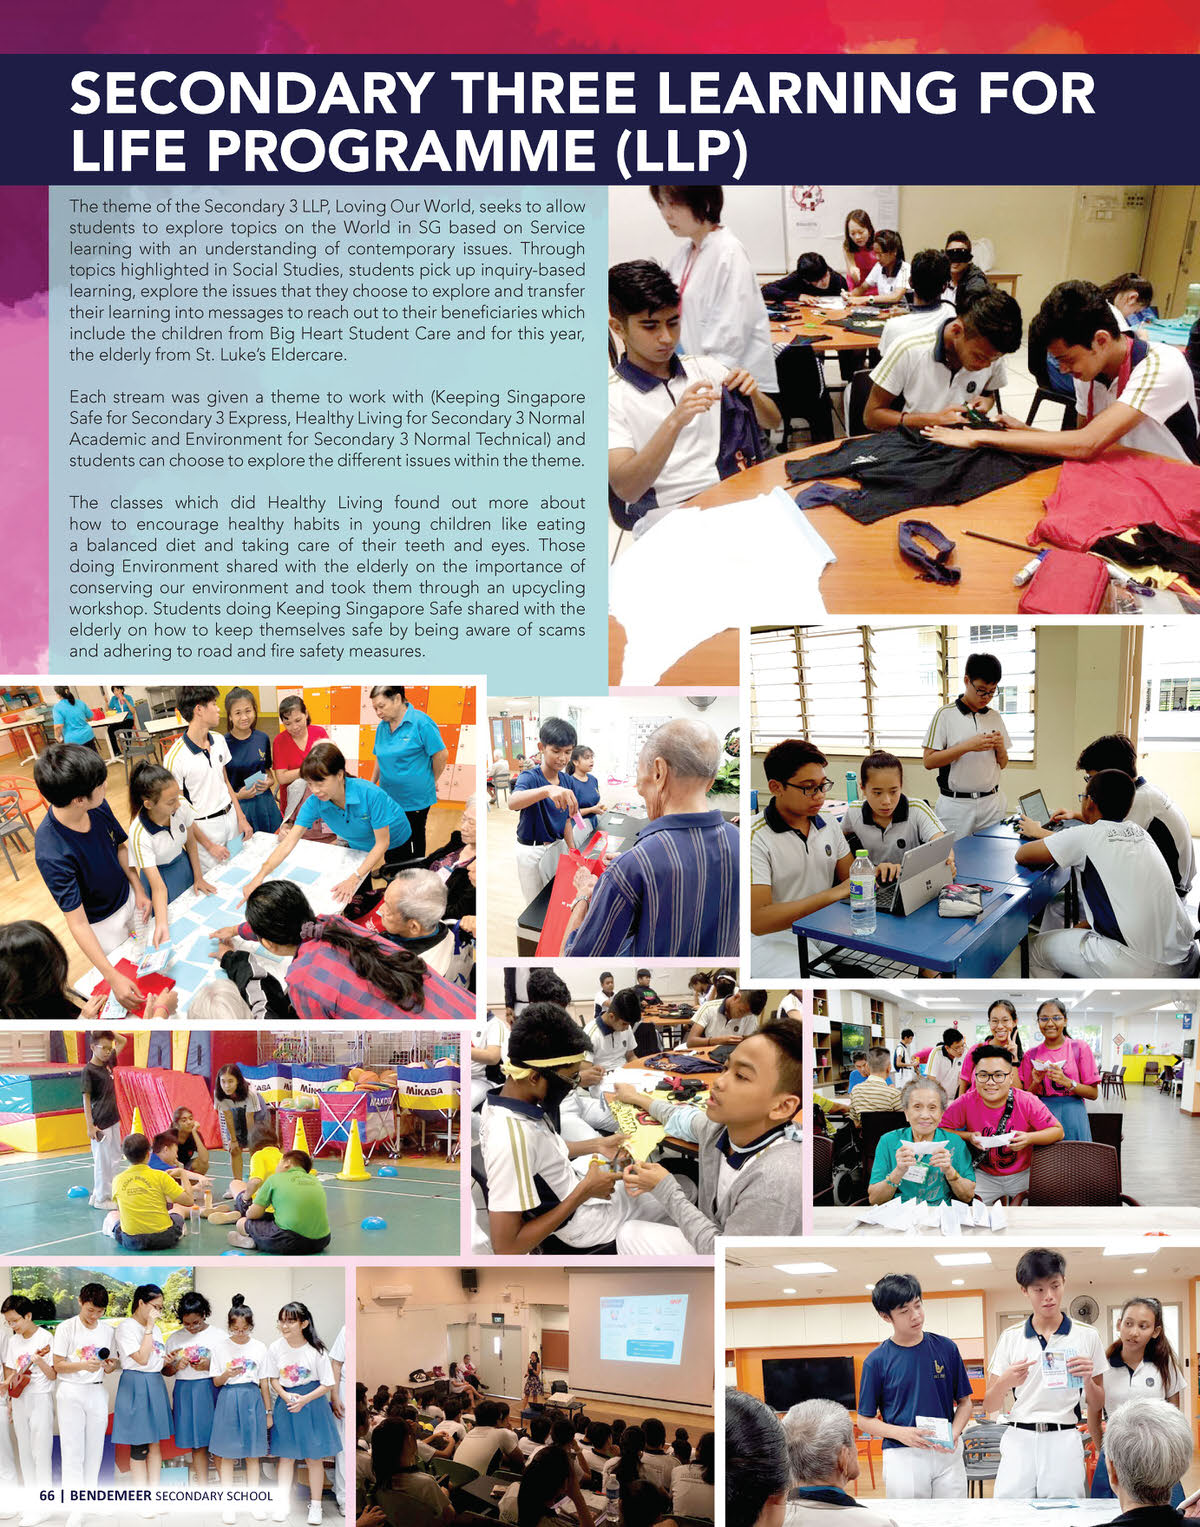 SECONDARY THREE LEARNING FOR
LIFE PROGRAMME (LLP)
The theme of the Secondary 3 LLP, Loving Our World, seeks to allow
students to explore topics on the World in SG based on Service
learning with an understanding of contemporary issues. Through
topics highlighted in Social Studies, students pick up inquiry-based
learning, explore the issues that they choose to explore and transfer
their learning into messages to reach out to their beneficiaries which
include the children from Big Heart Student Care and for this year,
the elderly from St. Luke’s Eldercare.
Each stream was given a theme to work with (Keeping Singapore
Safe for Secondary 3 Express, Healthy Living for Secondary 3 Normal
Academic and Environment for Secondary 3 Normal Technical) and
students can choose to explore the different issues within the theme.
The classes which did Healthy Living found out more about
how to encourage healthy habits in young children like eating
a balanced diet and taking care of their teeth and eyes. Those
doing Environment shared with the elderly on the importance of
conserving our environment and took them through an upcycling
workshop. Students doing Keeping Singapore Safe shared with the
elderly on how to keep themselves safe by being aware of scams
and adhering to road and fire safety measures.
MIKASA
MIKASA
66 | BENDEMEER SECONDARY SCHOOL